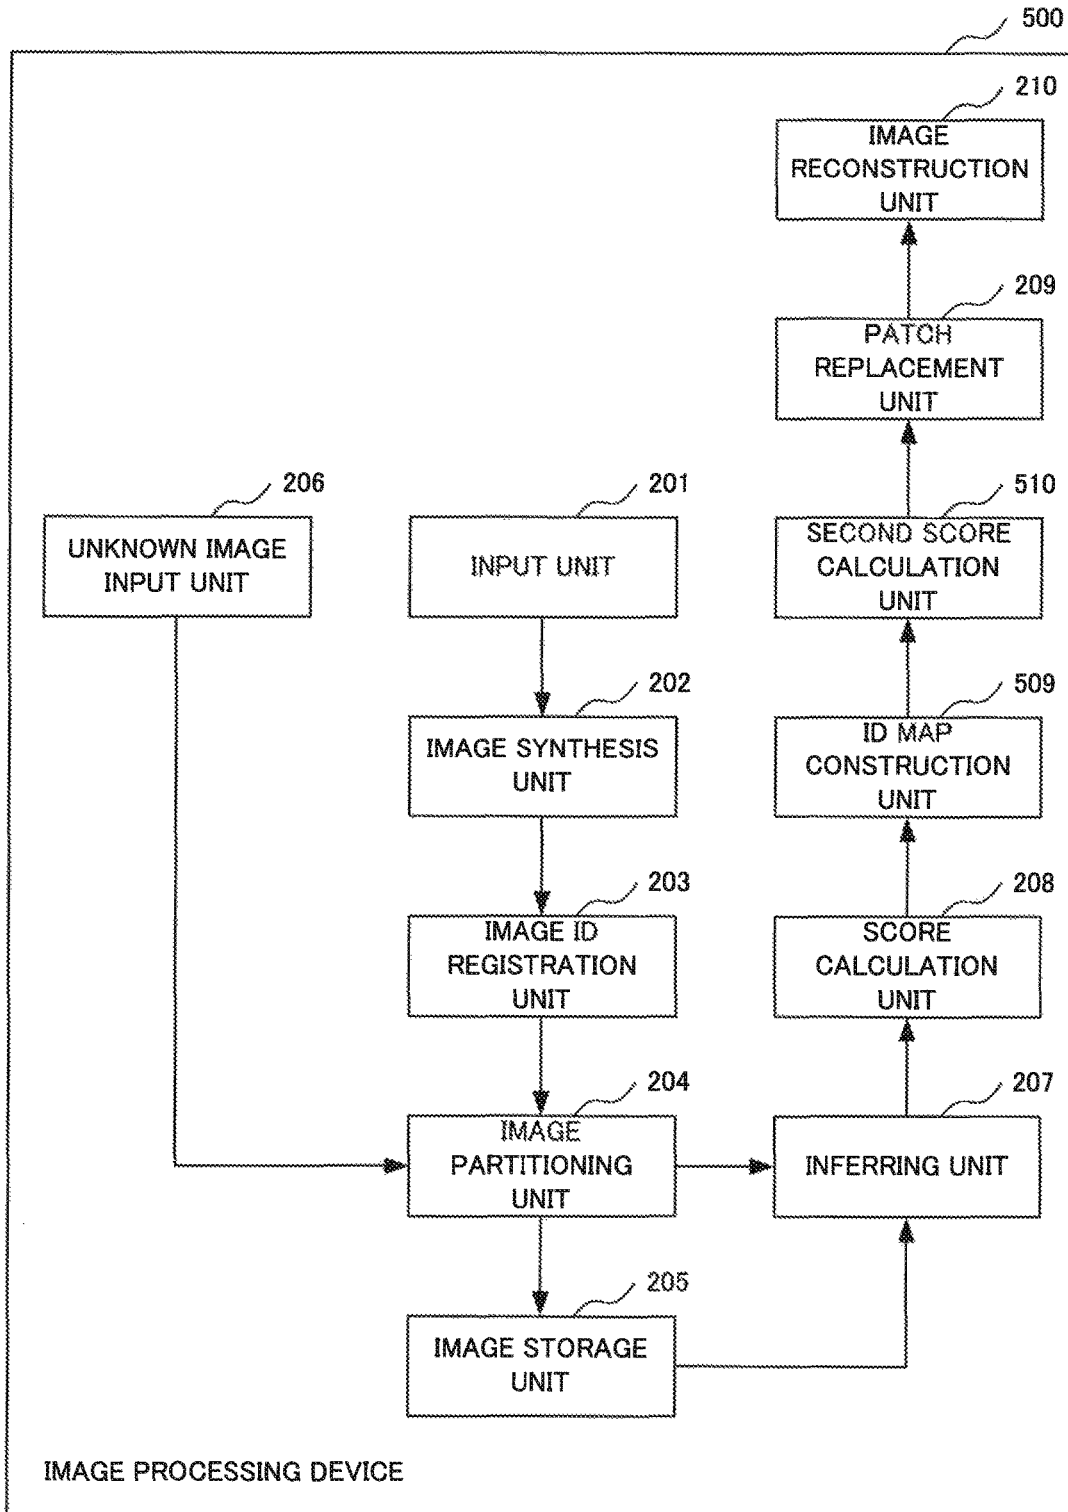 500
210
IMAGE
RECONSTRUCTION
UNIT
209
PATCH
REPLACEMENT
UNIT
206
UNKNOWN IMAGE
INPUT UNIT
201
INPUT UNIT
510
SECOND SCORE
CALCULATION
UNIT
202
IMAGE SYNTHESIS
UNIT
509
ID MAP
CONSTRUCTION
UNIT
203
IMAGE ID
REGISTRATION
UNIT
208
SCORE
CALCULATION
UNIT
204
IMAGE
PARTITIONING
UNIT
207
INFERRING UNIT
205
IMAGE STORAGE
UNIT
IMAGE PROCESSING DEVICE